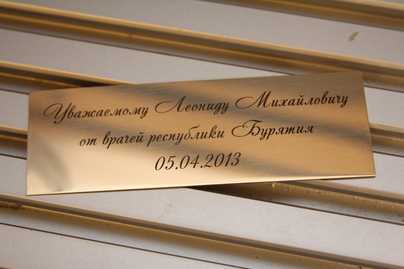 Уважаемому Леониду Михайловичу
от врачей республики Бурятия
05.04.2013